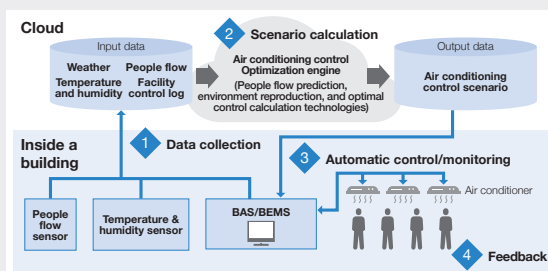 Cloud
Input data
Weather People flow
Temperature and humidity
Facility control log
2 Scenario calculation
Air conditioning control
Optimization engine
(People flow prediction,
environment reproduction, and optimal
control calculation technologies)
Output data
Air conditioning
control scenario
Inside a
building
1 Data collection
3 Automatic control/monitoring
People
flow
sensor
Temperature &
humidity sensor
BAS/BEMS
Air conditioner
4 Feedback